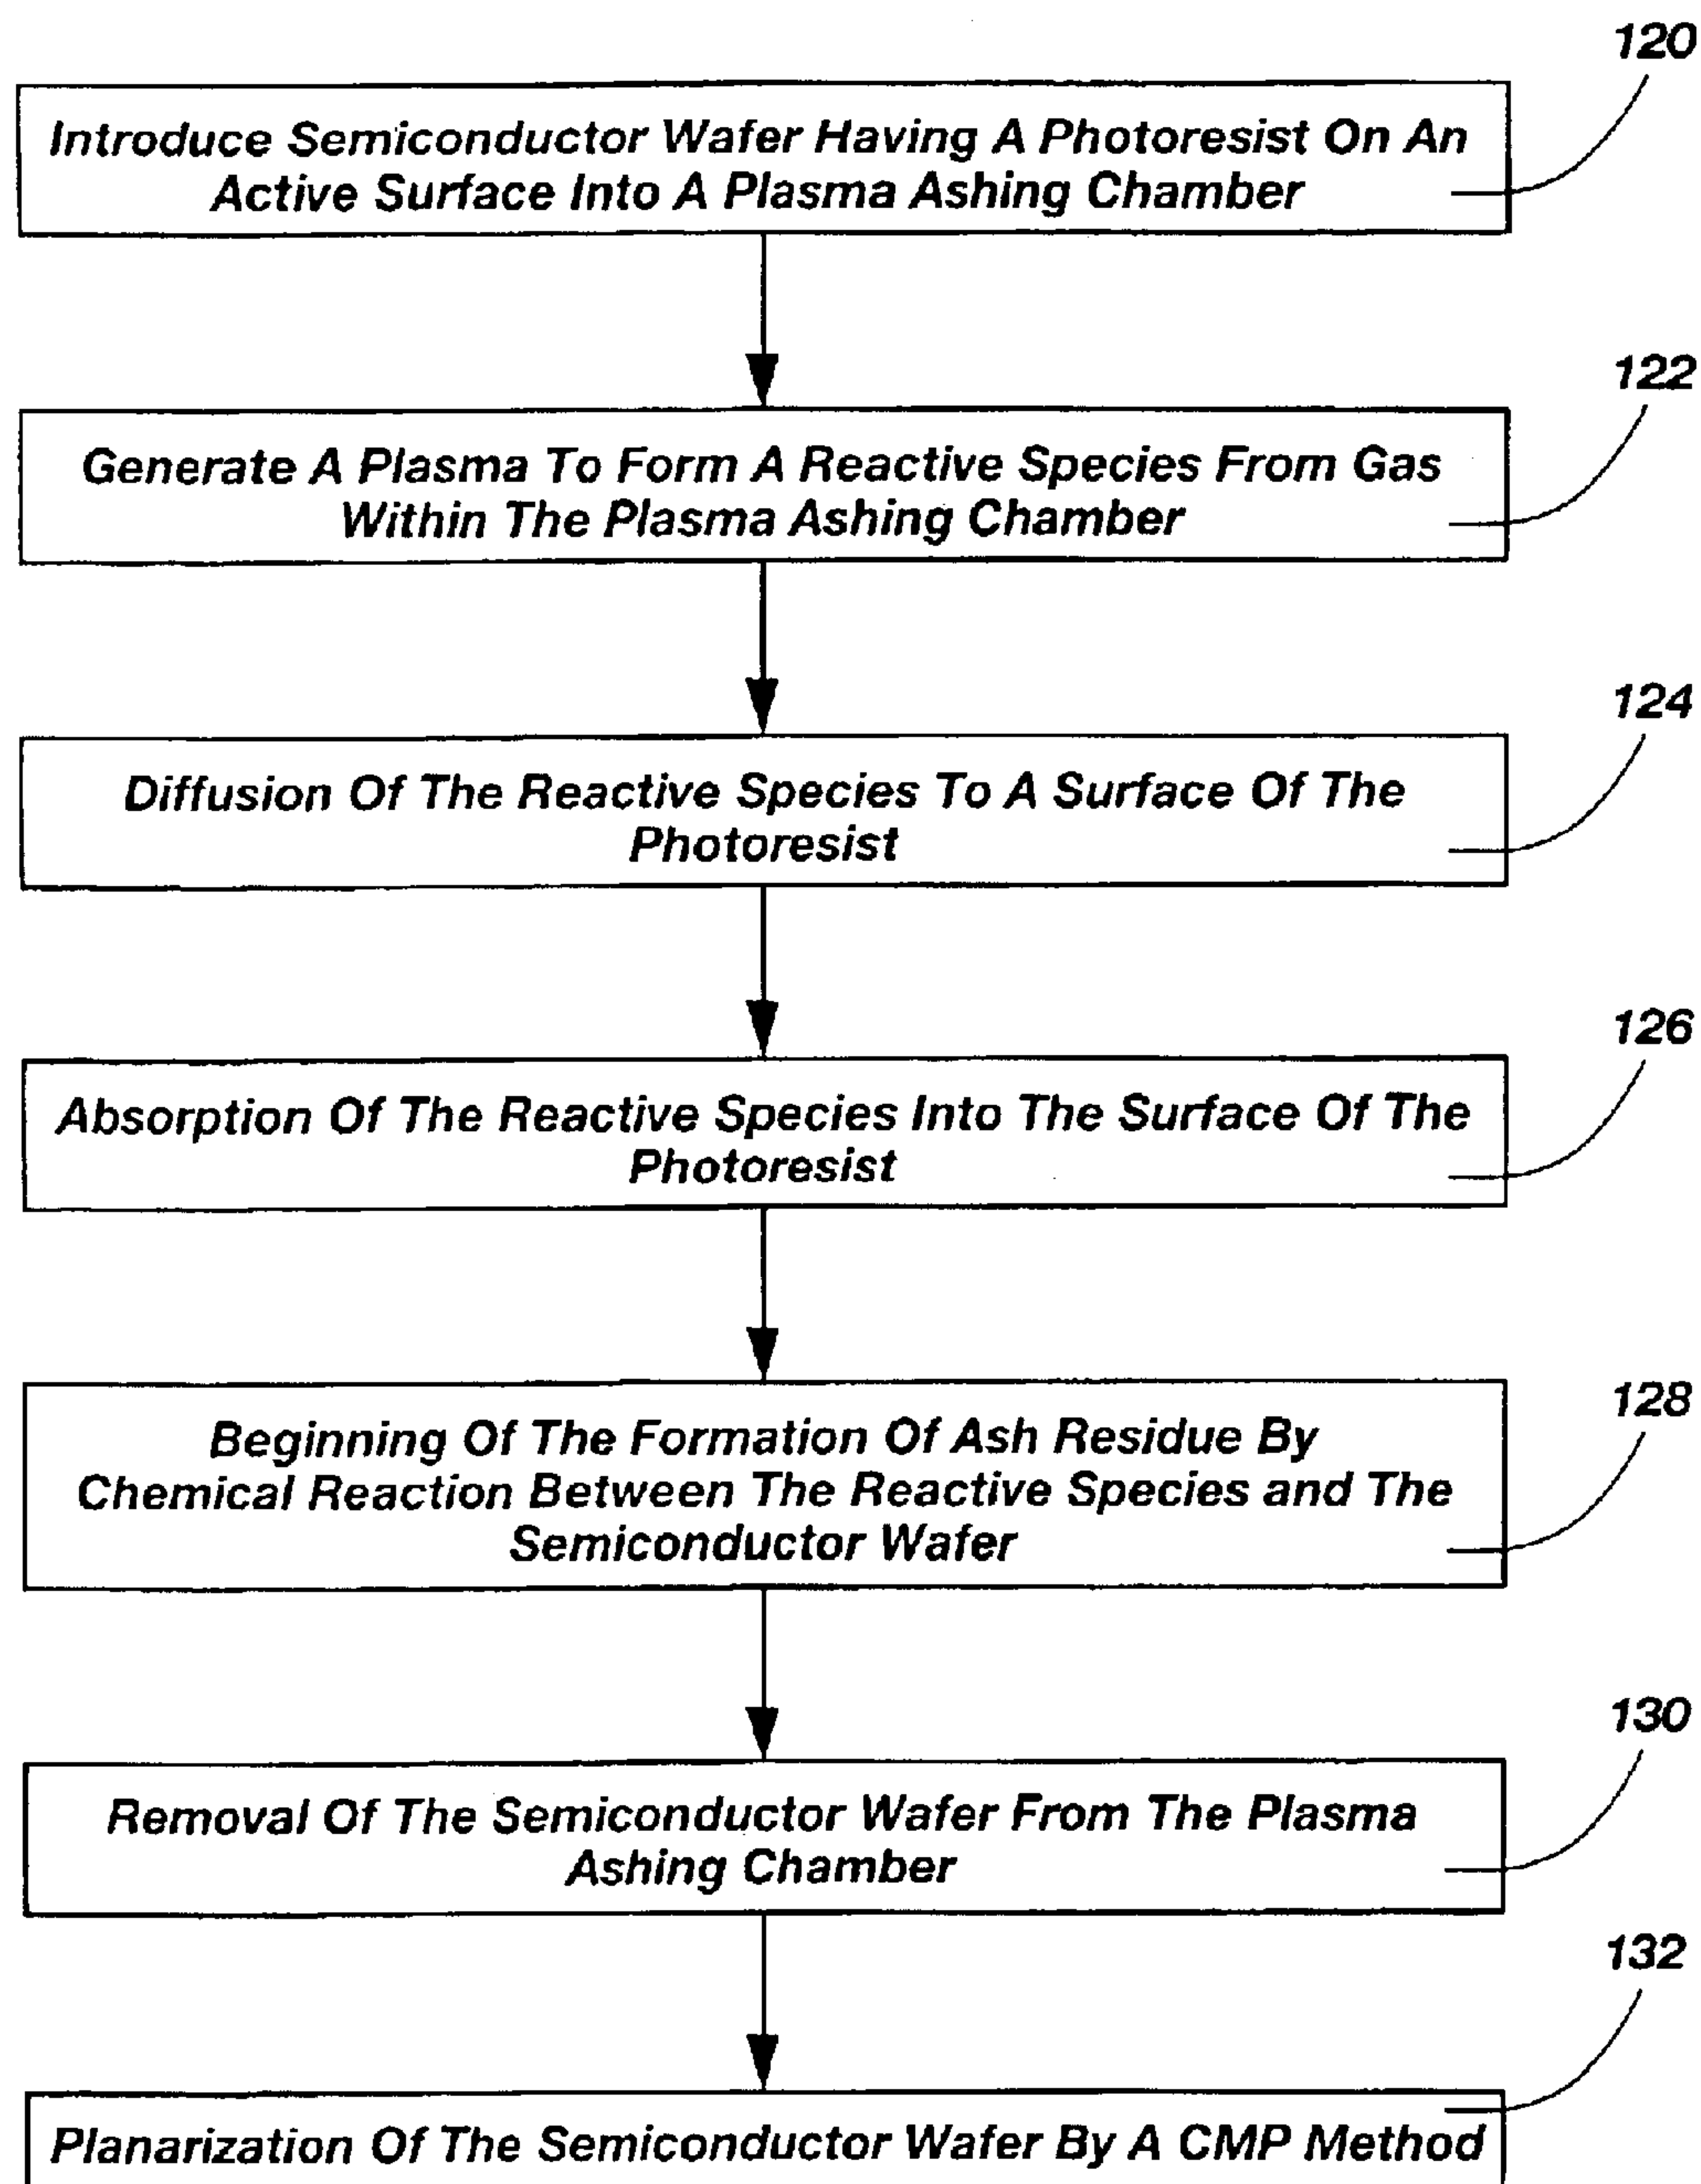 120
Introduce Semiconductor Wafer Having A Photoresist On An
Active Surface Into A Plasma Ashing Chamber
122
Generate A Plasma To Form A Reactive Species From Gas
Within The Plasma Ashing Chamber
124
Diffusion Of The Reactive Species To A Surface Of The
Photoresist
126
Absorption Of The Reactive Species Into The Surface Of The
Photoresist
128
Beginning Of The Formation Of Ash Residue By
Chemical Reaction Between The Reactive Species and The
Semiconductor Wafer
130
Removal Of The Semiconductor Wafer From The Plasma
Ashing Chamber
132
Planarization Of The Semiconductor Wafer By A CMP Method